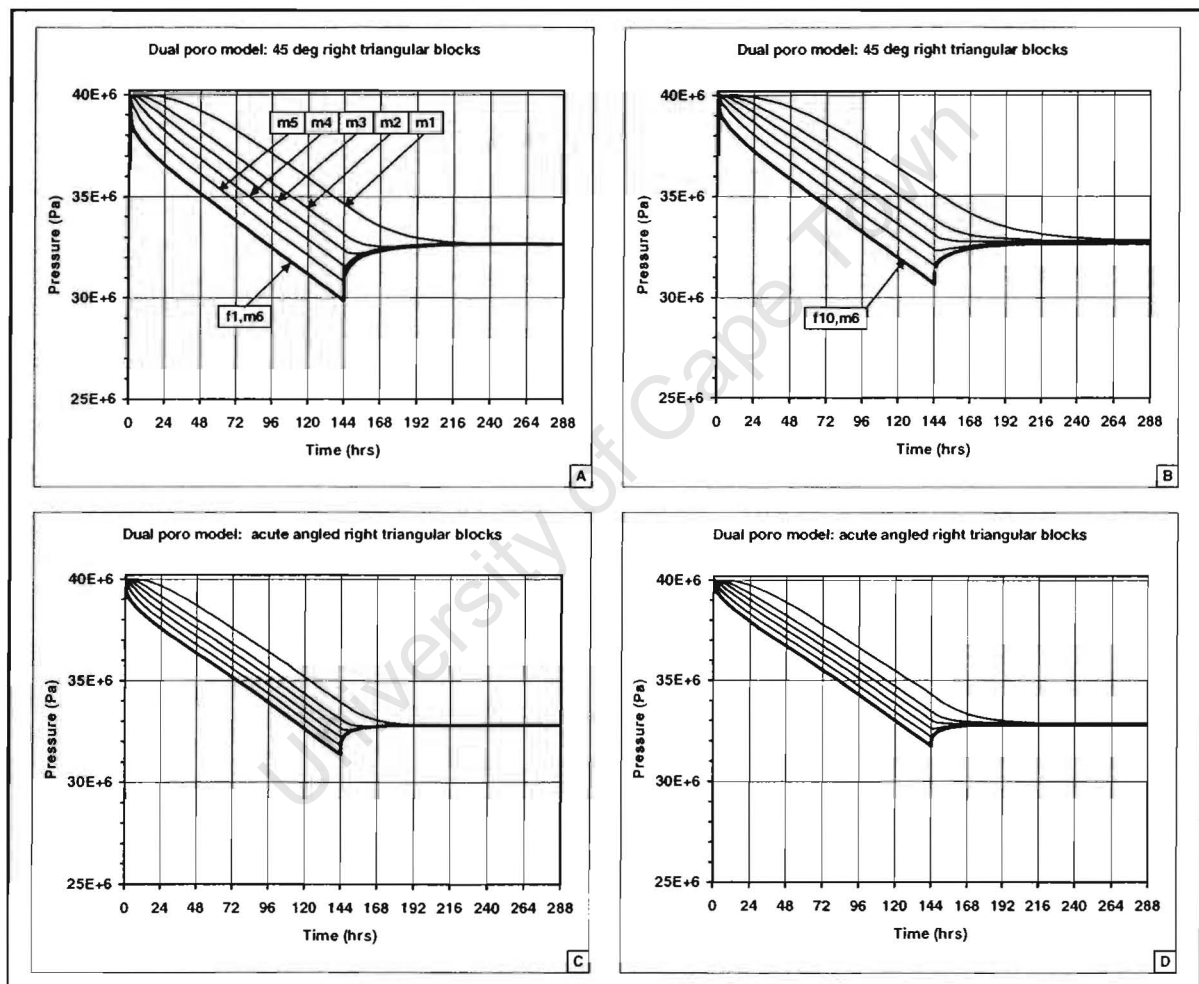 Dual poro model: 45 deg right triangular blocks
40E+6
35E+6
30E+6
25E+6
Pressure (Pa)
m5 m4 m3 m2 m1
f1,m6
0 24 48 72 96 120 144 168 192 216 240 264 288
Time (hrs)
A
Dual poro model: 45 deg right triangular blocks
40E+6
35E+6
30E+6
25E+6
Pressure (Pa)
f10,m6
0 24 48 72 96 120 144 168 192 216 240 264 288
Time (hrs)
B
Dual poro model: acute angled right triangular blocks
40E+6
35E+6
30E+6
25E+6
Pressure (Pa)
0 24 48 72 96 120 144 168 192 216 240 264 288
Time (hrs)
C
Dual poro model: acute angled right triangular blocks
40E+6
35E+6
30E+6
25E+6
Pressure (Pa)
0 24 48 72 96 120 144 168 192 216 240 264 288
Time (hrs)
D
University of Cape Town